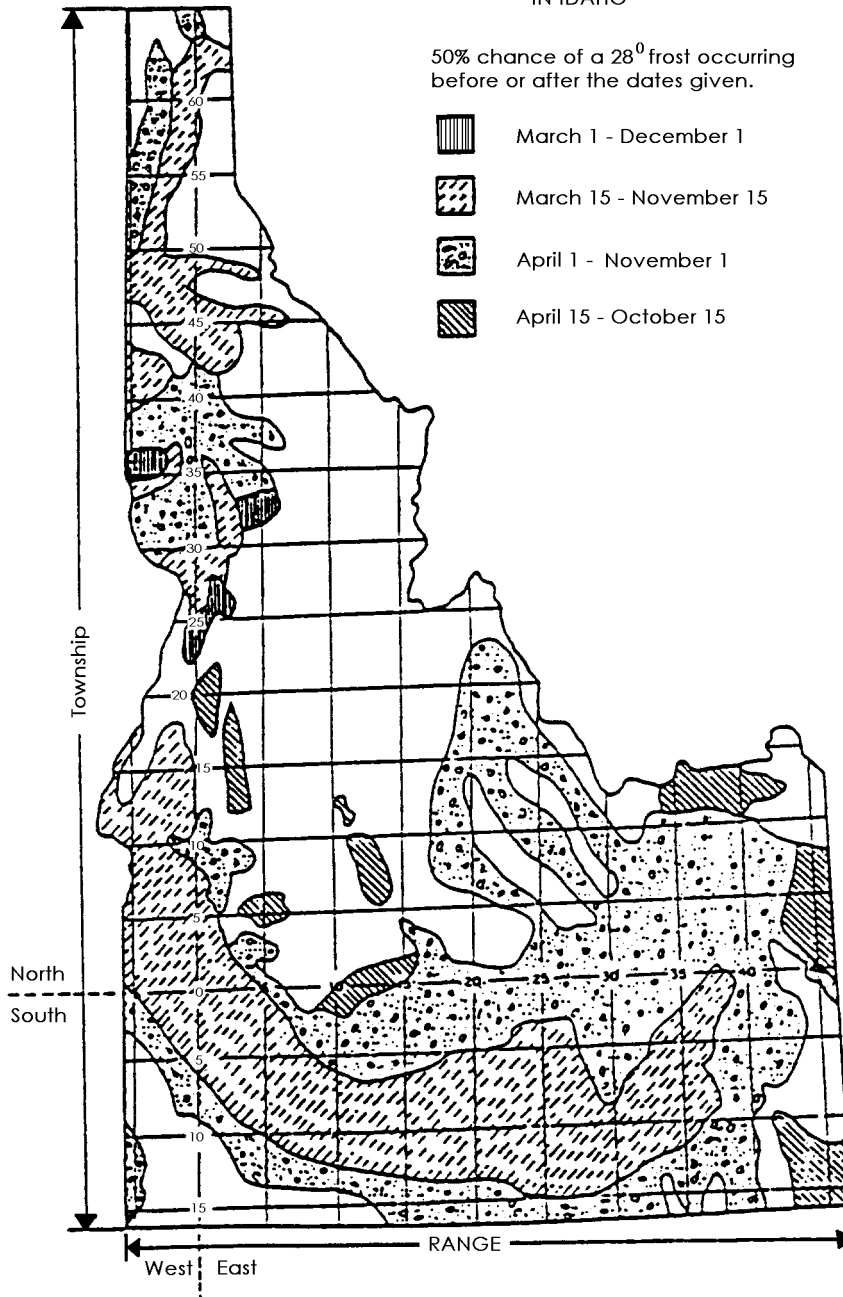 IN IDAHO
50% chance of a 28⁰ frost occurring
before or after the dates given.
March 1 - December 1
March 15 - November 15
April 1 - November 1
April 15 - October 15
60
55
50
45
40
35
30
25
Township
20
15
10
5
North
0 20 25 30 35 40
South
5
10
15
RANGE
West East